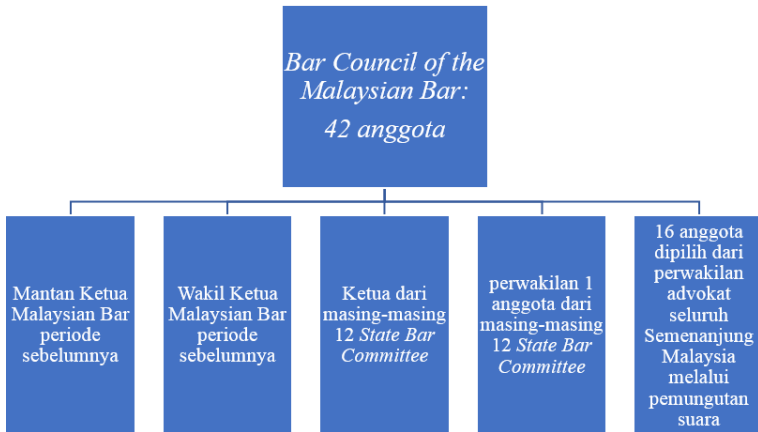 Bar Council of the
Malaysian Bar:
42 anggota
Mantan Ketua
Malaysian Bar
periode
sebelumnya
Wakil Ketua
Malaysian Bar
periode
sebelumnya
Ketua dari
masing-masing
12 State Bar
Committee
perwakilan 1
anggota dari
masing-masing
12 State Bar
Committee
16 anggota
dipilih dari
perwakilan
advokat
seluruh
Semenanjung
Malaysia
melalui
pemungutan
suara